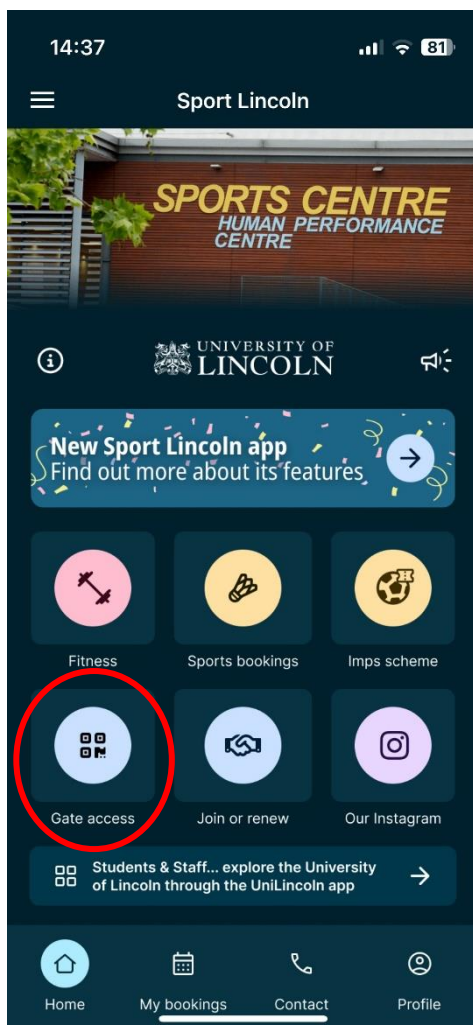 14:37
81
Sport Lincoln
SPORTS CENTRE
HUMAN PERFORMANCE
CENTRE
UNIVERSITY OF
LINCOLN
New Sport Lincoln app
Find out more about its features
Fitness
Sports bookings
Imps scheme
Gate access
Join or renew
Our Instagram
Students & Staff... explore the University
of Lincoln through the UniLincoln app
Home
My bookings
Contact
Profile